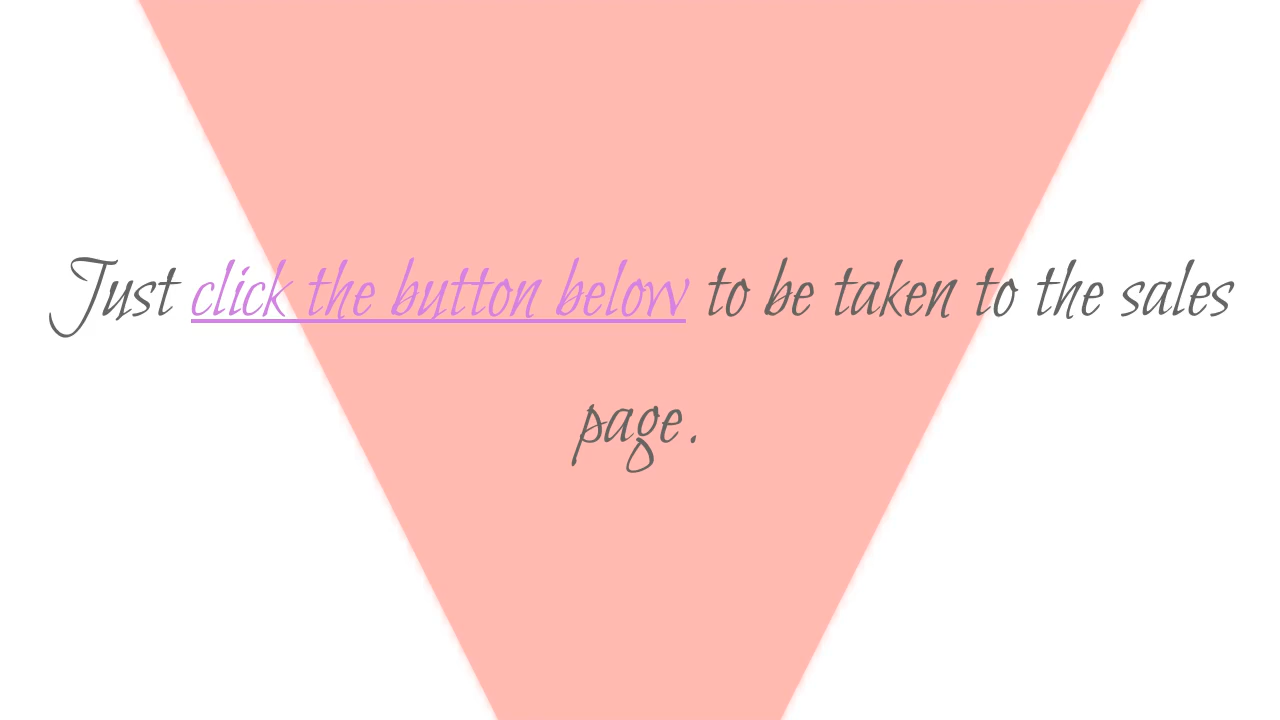 Just click the button below to be taken to the sales
page.